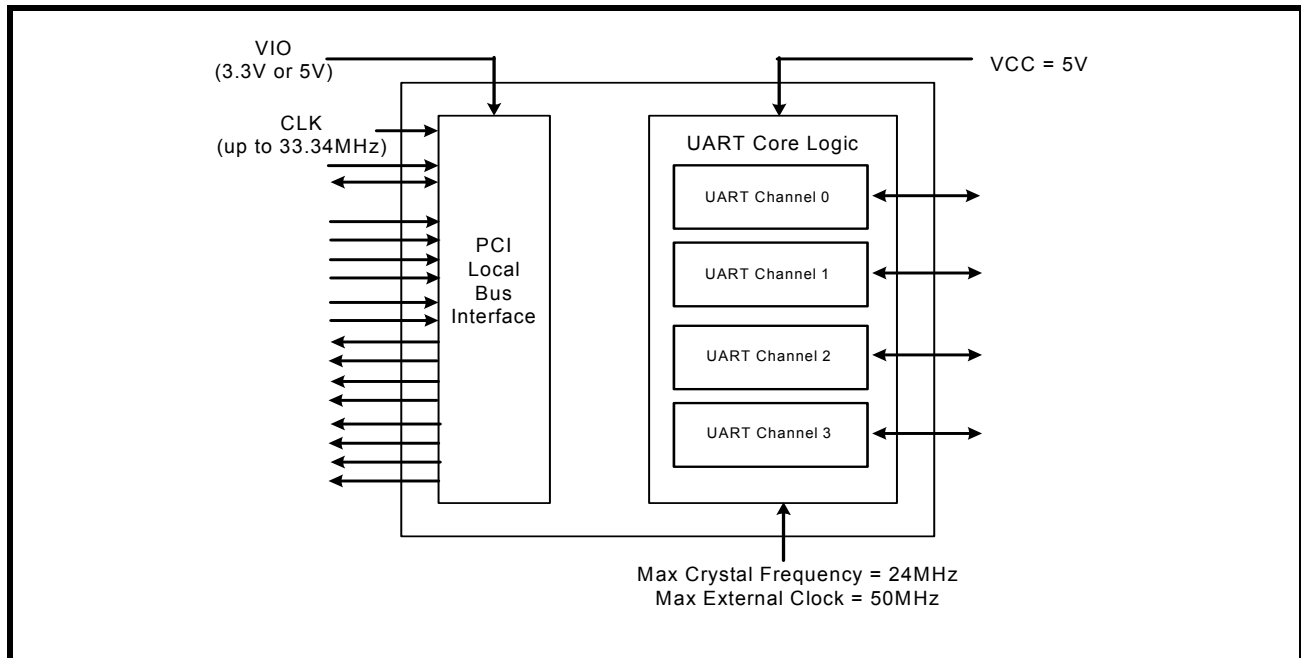 VIO
(3.3V or 5V)
VCC = 5V
CLK
(up to 33.34MHz)
PCI
Local
Bus
Interface
UART Core Logic
UART Channel 0
UART Channel 1
UART Channel 2
UART Channel 3
Max Crystal Frequency = 24MHz
Max External Clock = 50MHz